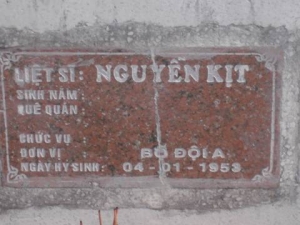 LIỆT SĨ: NGUYỄN KỊT
SINH NĂM :
QUÊ QUÁN :
CHỨC VỤ :
ĐƠN VỊ BỘ ĐỘI A
NGÀY HY SINH: 04-01-1953